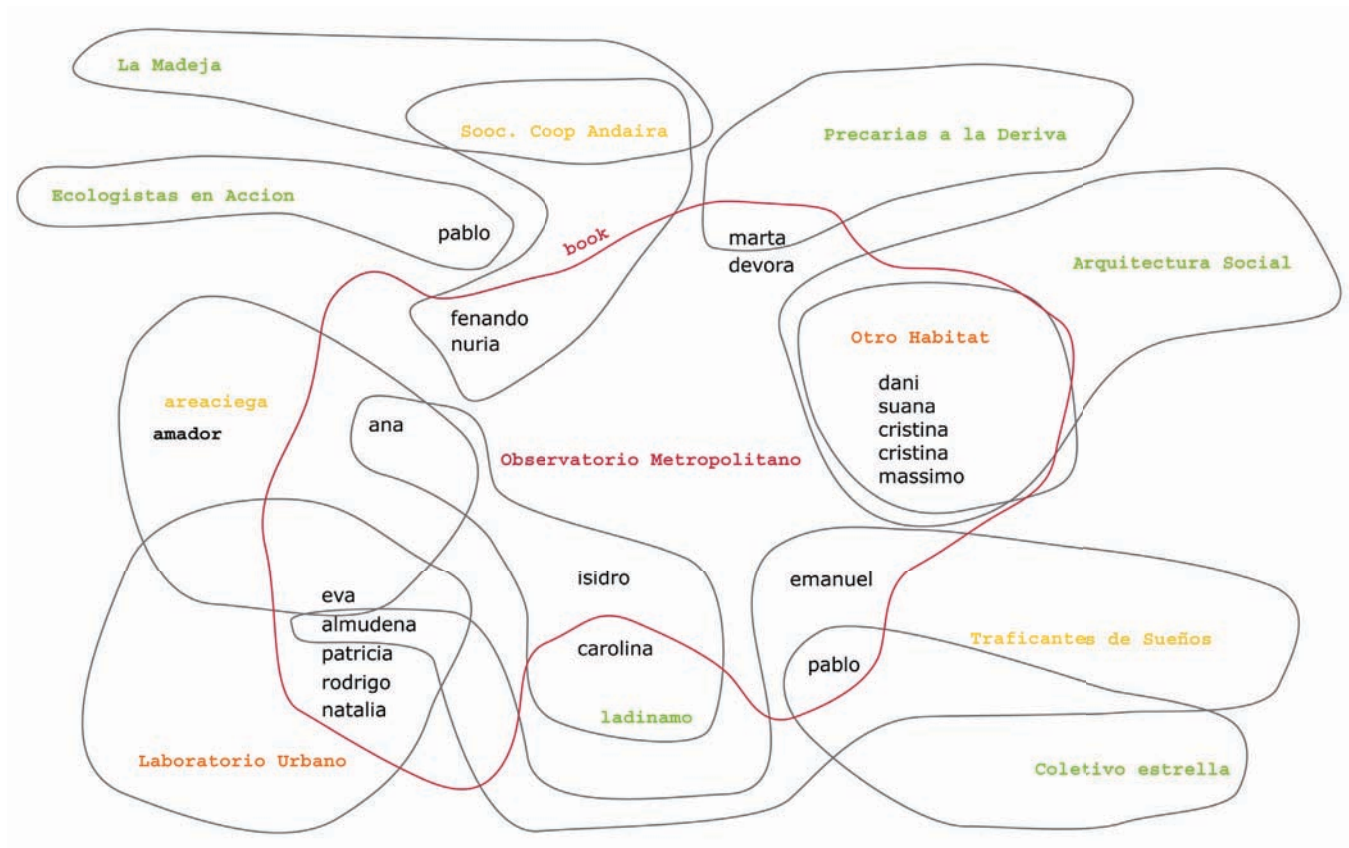 La Madeja
Sooc. Coop Andaira
Precarias a la Deriva
Ecologistas en Accion
pablo
book
marta
devora
Arquitectura Social
fenando
nuria
Otro Habitat
dani
suana
cristina
cristina
massimo
areaciega
amador
ana
Observatorio Metropolitano
isidro
emanuel
eva
almudena
patricia
rodrigo
natalia
carolina
pablo
Traficantes de Sueños
ladinamo
Laboratorio Urbano
Coletivo estrella